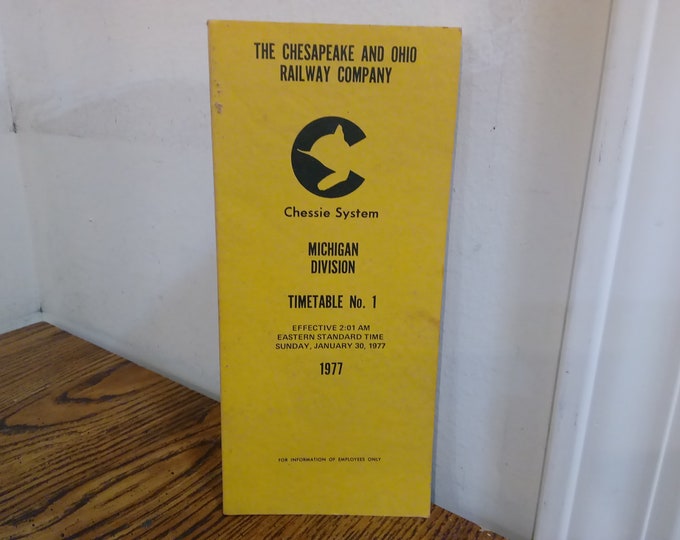 THE CHESAPEAKE AND OHIO
RAILWAY COMPANY
Chessie System
MICHIGAN
DIVISION
TIMETABLE No. 1
EFFECTIVE 2:01 AM
EASTERN STANDARD TIME
SUNDAY, JANUARY 30, 1977
1977
FOR INFORMATION OF EMPLOYEES ONLY